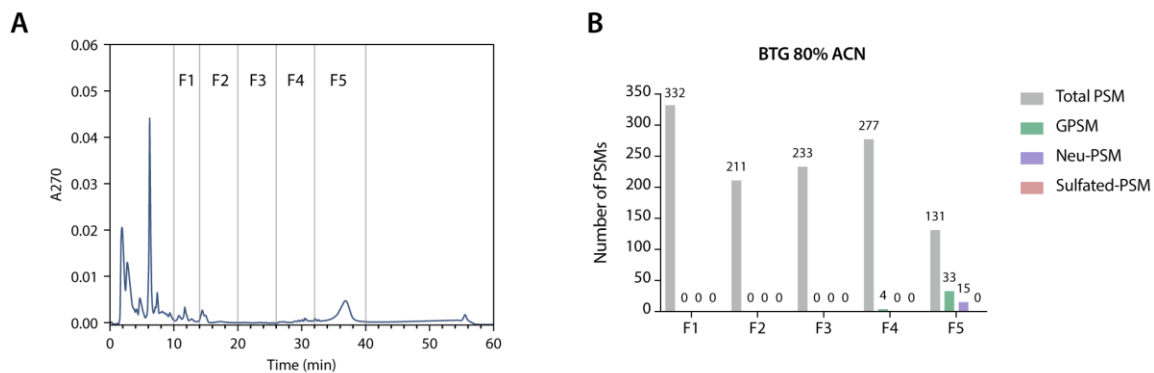 A
0.06
0.05
0.04
0.03
0.02
0.01
0.00
A270
F1 F2 F3 F4 F5
0 10 20 30 40 50 60
Time (min)
B
BTG 80% ACN
350
300
250
200
150
100
50
0
Number of PSMs
332
0 0 0
211
0 0 0
233
0 0 0
277
4 0 0
131
33
15
0
F1 F2 F3 F4 F5
Total PSM
GPSM
Neu-PSM
Sulfated-PSM